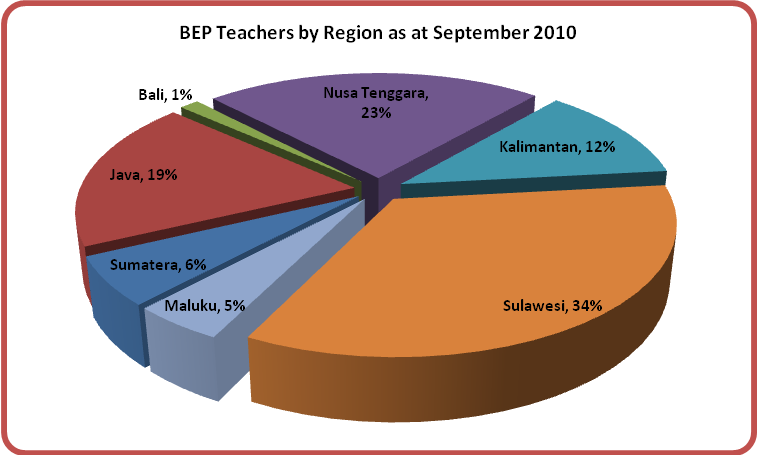 BEP Teachers by Region as at September 2010
Bali, 1%
Nusa Tenggara,
23%
Kalimantan, 12%
Java, 19%
Sumatera, 6%
Maluku, 5%
Sulawesi, 34%